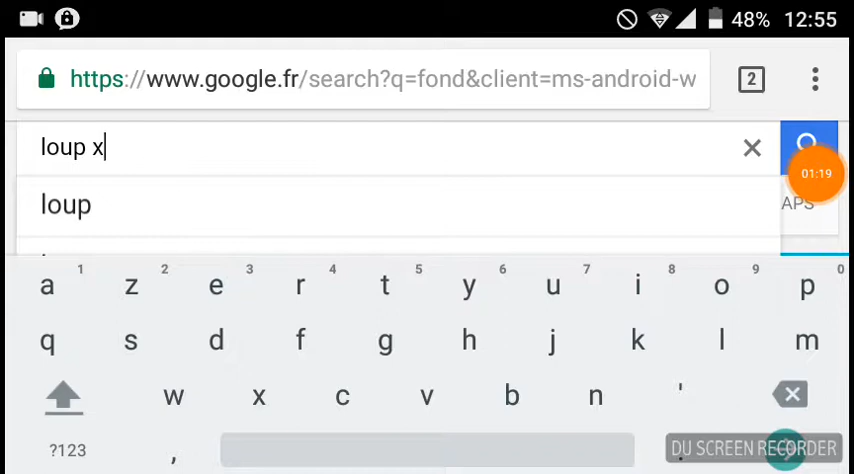 48% 12:55
https://www.google.fr/search?q=fond&client=ms-android-w 2
loup x
01:19
loup
APS
1 2 3 4 5 6 7 8 9 0
a z e r t y u i o p
q s d f g h j k l m
w x c v b n '
?123 , .
DU SCREEN RECORDER